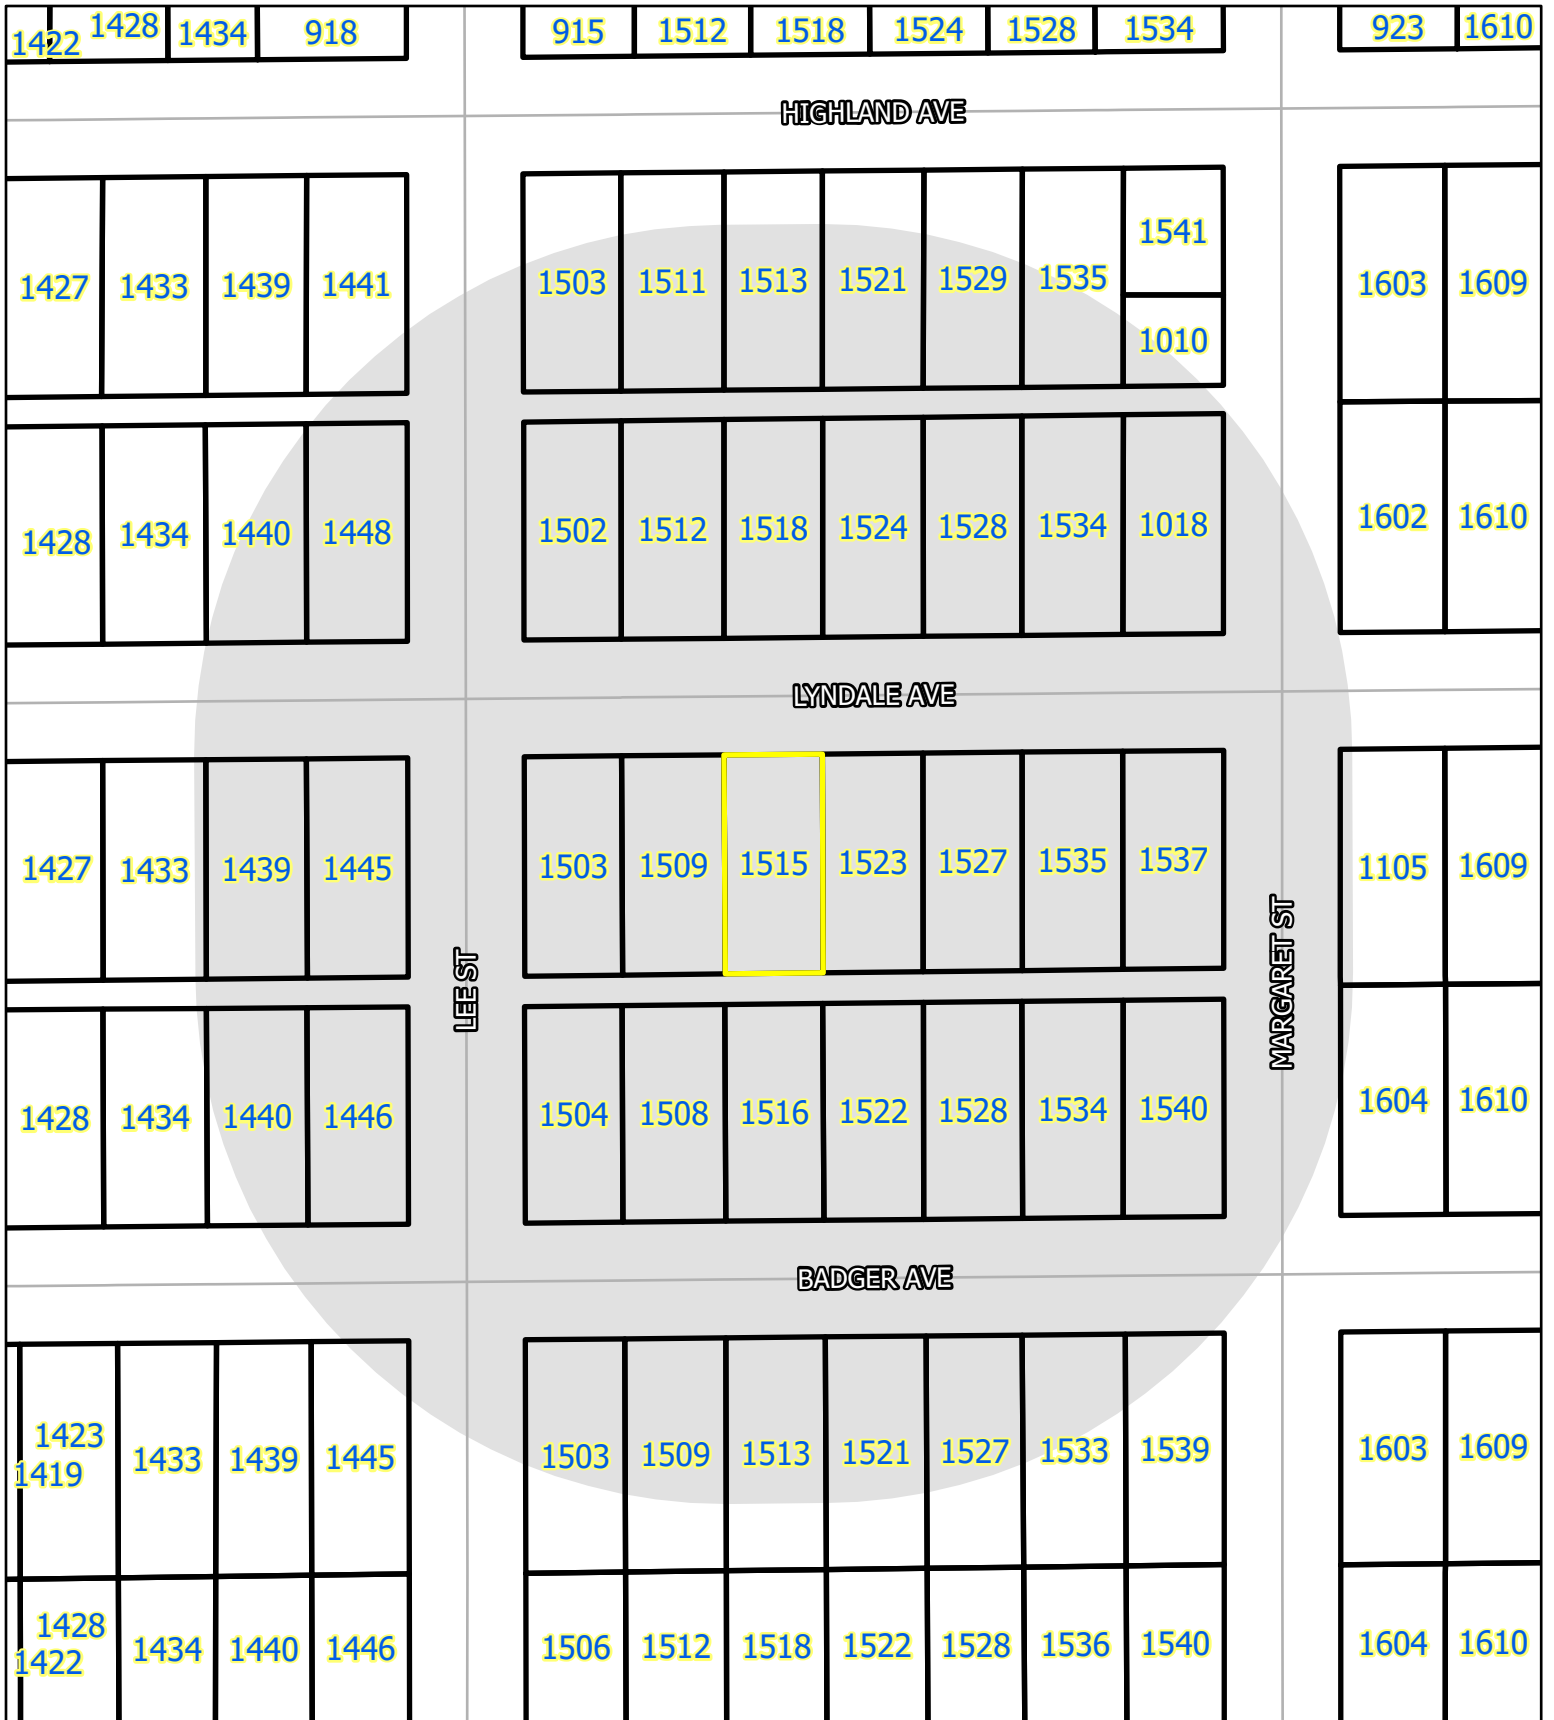 1422 1428 1434 918 915 1512 1518 1524 1528 1534 923 1610
HIGHLAND AVE
1427 1433 1439 1441 1503 1511 1513 1521 1529 1535 1541 1603 1609
1010
1428 1434 1440 1448 1502 1512 1518 1524 1528 1534 1018 1602 1610
LYNDALE AVE
1427 1433 1439 1445 1503 1509 1515 1523 1527 1535 1537 1105 1609
LEE ST
MARGARET ST
1428 1434 1440 1446 1504 1508 1516 1522 1528 1534 1540 1604 1610
BADGER AVE
1423 1433 1439 1445 1503 1509 1513 1521 1527 1533 1539 1603 1609
1419
1428 1434 1440 1446 1506 1512 1518 1522 1528 1536 1540 1604 1610
1422